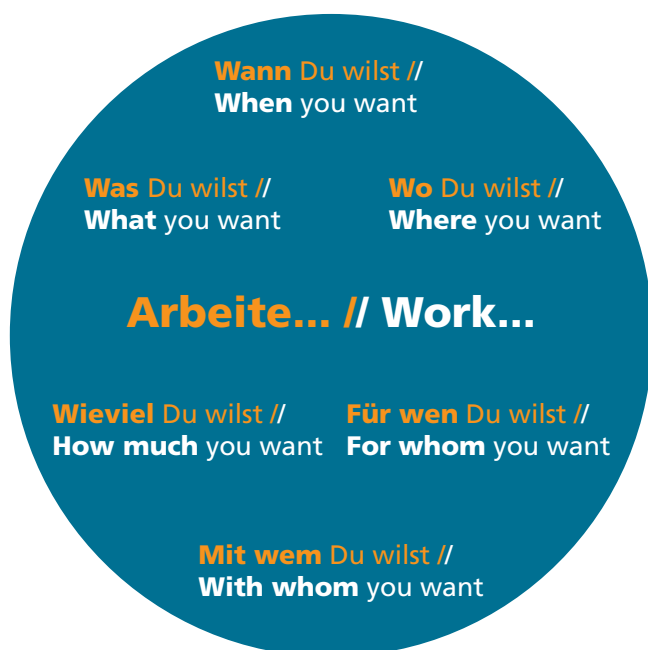 Wann Du wilst //
When you want
Was Du wilst //
What you want
Wo Du wilst //
Where you want
Arbeite... // Work...
Wieviel Du wilst //
How much you want
Für wen Du wilst //
For whom you want
Mit wem Du wilst //
With whom you want